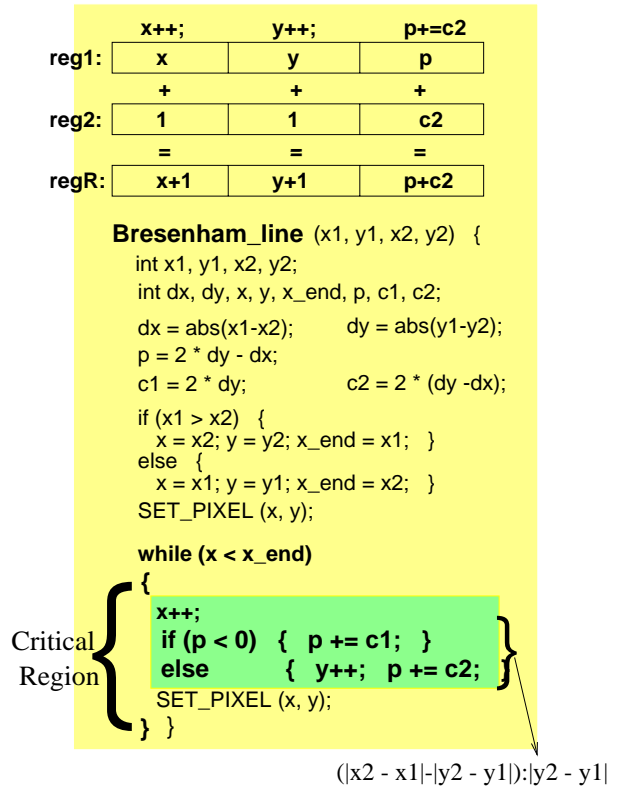 x++; y++; p+=c2
reg1: x y p
+ + +
reg2: 1 1 c2
= = =
regR: x+1 y+1 p+c2
Bresenham_line (x1, y1, x2, y2) {
int x1, y1, x2, y2;
int dx, dy, x, y, x_end, p, c1, c2;
dx = abs(x1-x2); dy = abs(y1-y2);
p = 2 * dy - dx;
c1 = 2 * dy; c2 = 2 * (dy -dx);
if (x1 > x2) {
x = x2; y = y2; x_end = x1; }
else {
x = x1; y = y1; x_end = x2; }
SET_PIXEL (x, y);
while (x < x_end)
{
x++;
if (p < 0) { p += c1; }
else { y++; p += c2; }
SET_PIXEL (x, y);
} }
Critical
Region
(|x2 - x1|-|y2 - y1|):|y2 - y1|